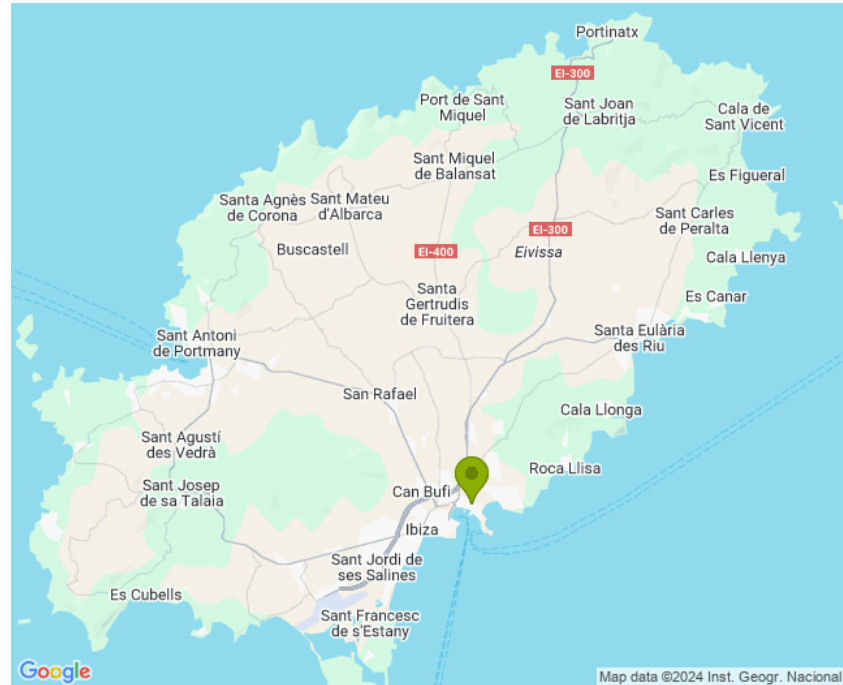 Portinatx
EI-300
Port de Sant
Miquel
Sant Joan
de Labritja
Cala de
Sant Vicent
Sant Miquel
de Balansat
Es Figueral
Santa Agnès
de Corona
Sant Mateu
d'Albarca
Sant Carles
de Peralta
EI-300
Buscastell
EI-400
Eivissa
Cala Llenya
Santa
Gertrudis
de Fruitera
Es Canar
Sant Antoni
de Portmany
Santa Eulària
des Riu
San Rafael
Cala Llonga
Sant Agustí
des Vedrà
Roca Llisa
Sant Josep
de sa Talaia
Can Bufí
Ibiza
Sant Jordi de
ses Salines
Es Cubells
Sant Francesc
de s'Estany
Google
Map data ©2024 Inst. Geogr. Nacional